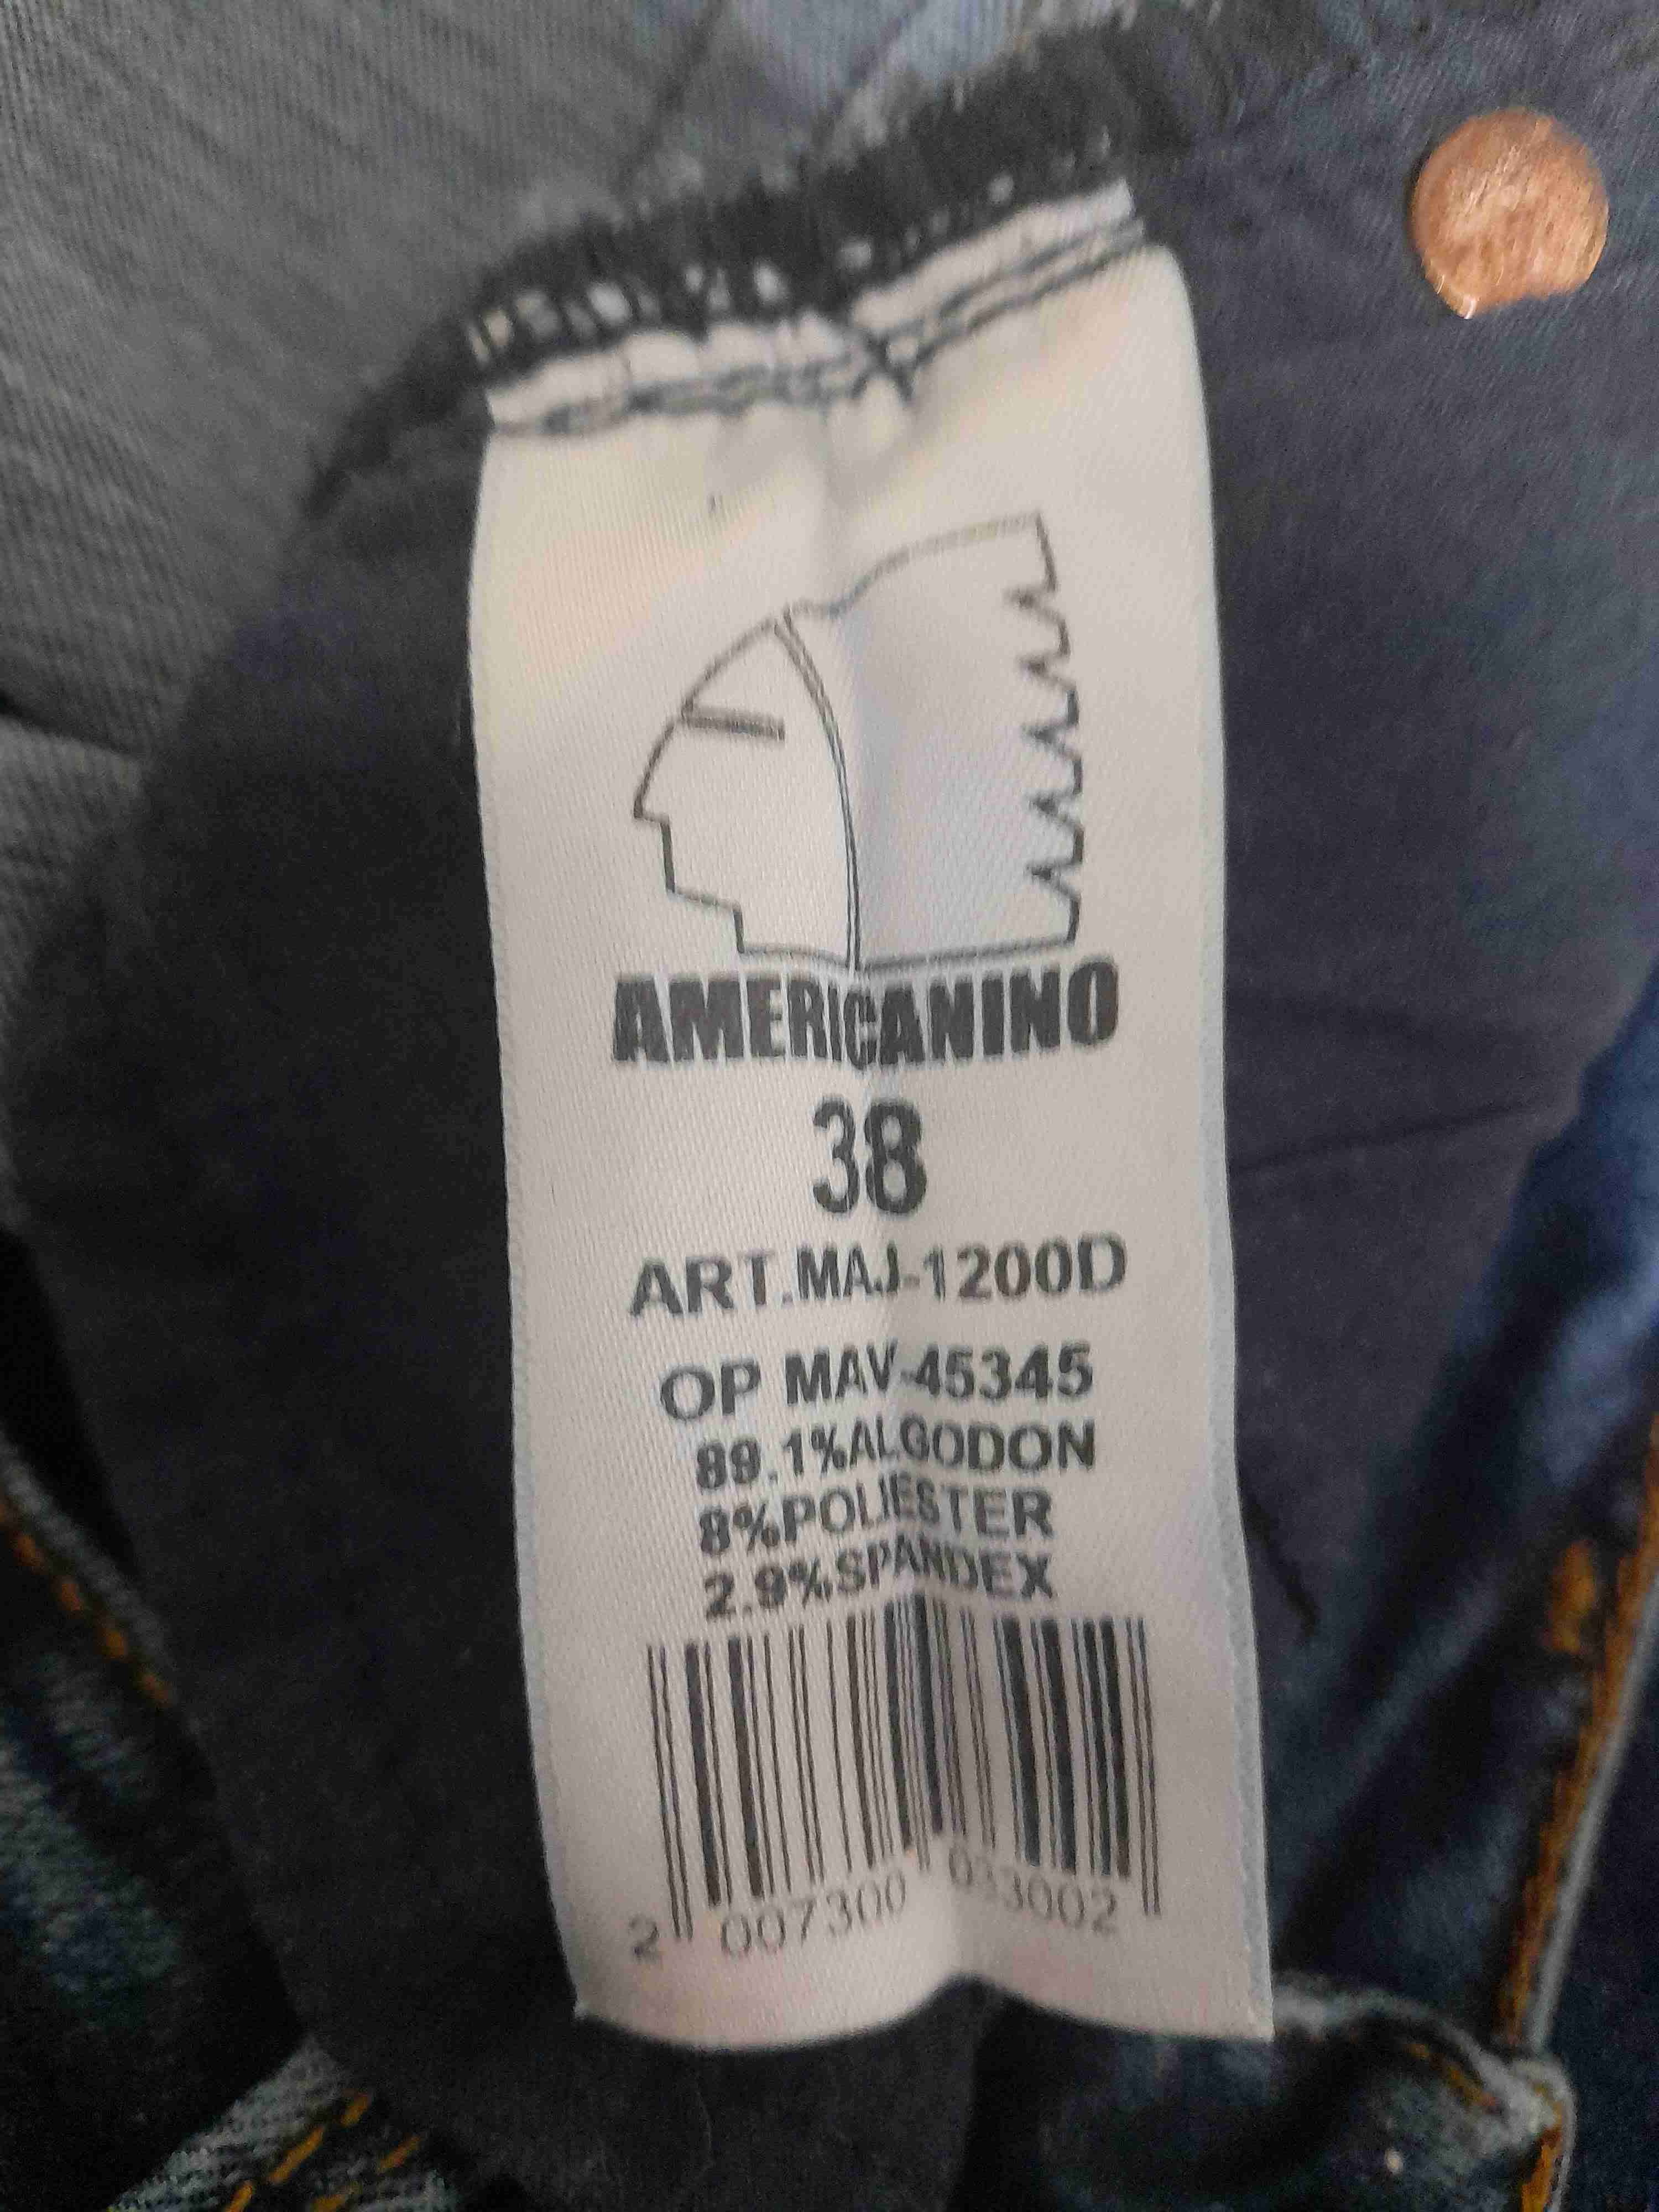 AMERICANINO
38
ART.MAJ-1200D
OP MAV-45345
89.1%ALGODON
8%POLIESTER
2.9%SPANDEX
2 007300 033002